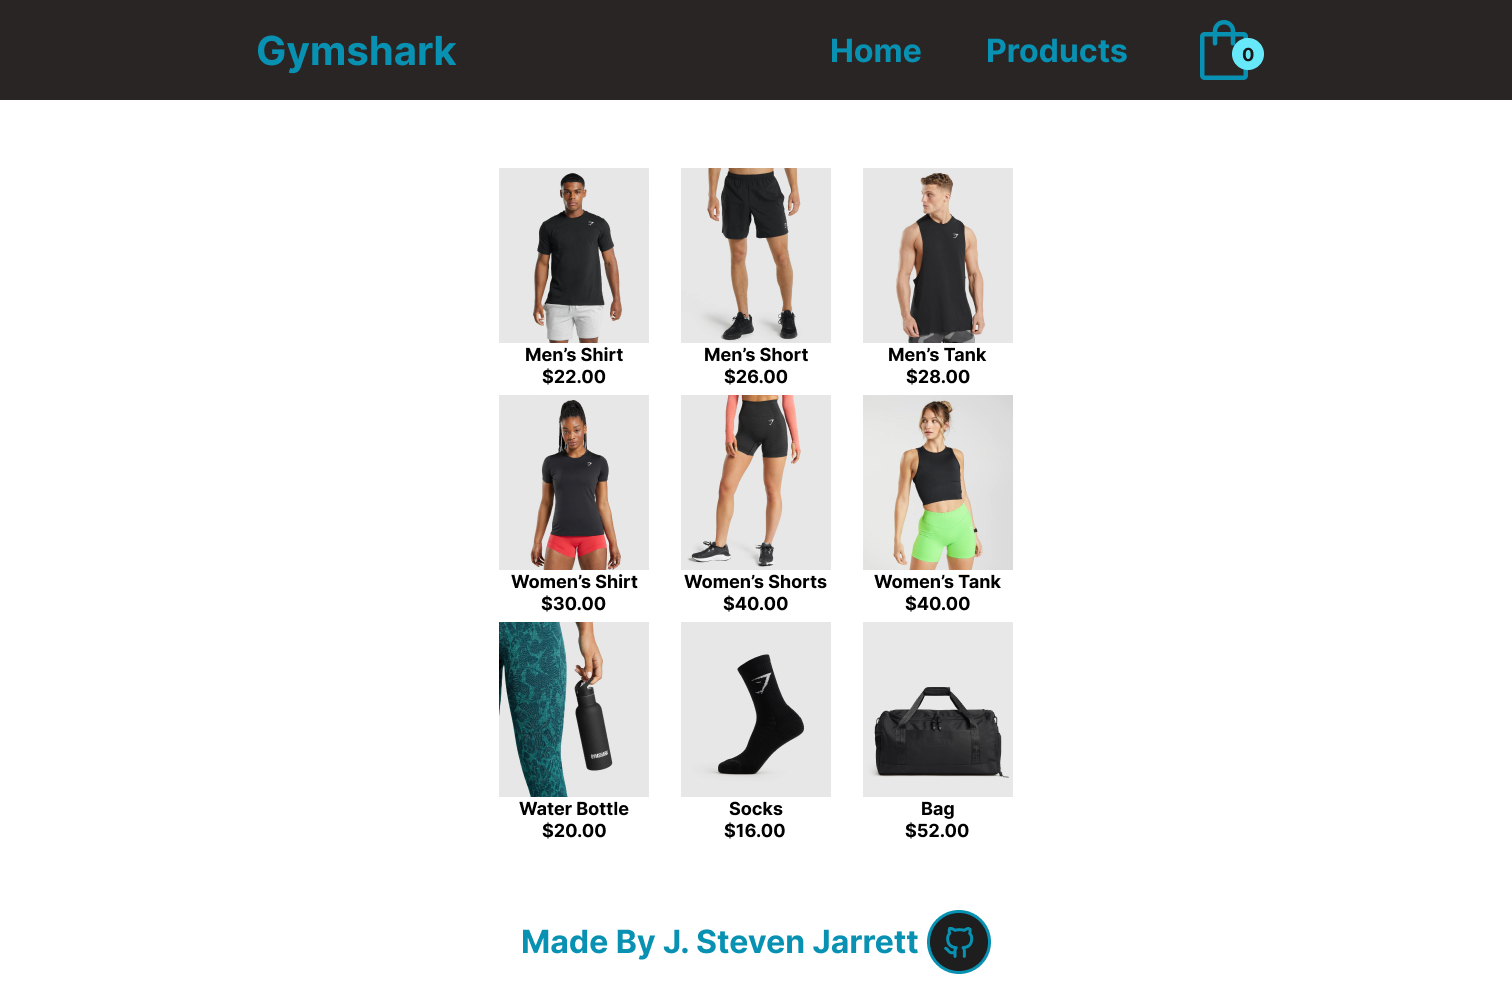 Gymshark
Home
Products
0
Men’s Shirt
$22.00
Men’s Short
$26.00
Men’s Tank
$28.00
Women’s Shirt
$30.00
Women’s Shorts
$40.00
Women’s Tank
$40.00
GYMSHARK
Water Bottle
$20.00
Socks
$16.00
Bag
$52.00
Made By J. Steven Jarrett